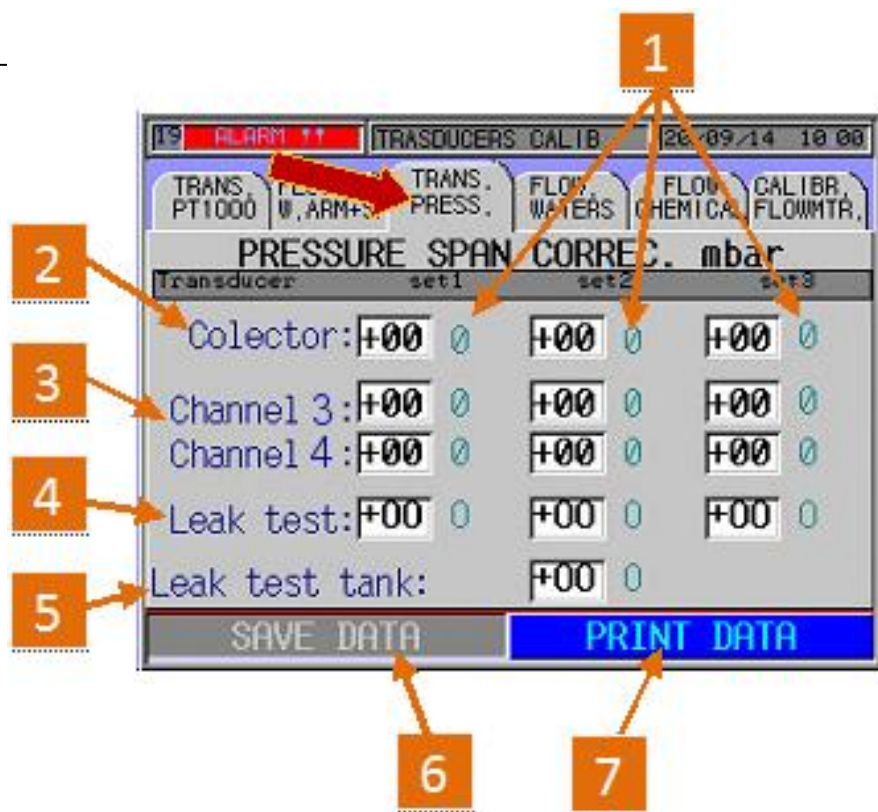 1
T9 ALARM !! TRASDUCERS CALIB. 20/09/14 10 00
TRANS. TRANS. FLOW. FLOW. CALIBR.
PT1000 W.ARM+S. PRESS. WATERS CHEMICAL FLOWMTR.
PRESSURE SPAN CORREC. mbar
Transducer set1 set2 set3
2
Colector: +00 0 +00 0 +00 0
3
Channel 3: +00 0 +00 0 +00 0
Channel 4: +00 0 +00 0 +00 0
4
Leak test: +00 0 +00 0 +00 0
5
Leak test tank: +00 0
SAVE DATA PRINT DATA
6 7